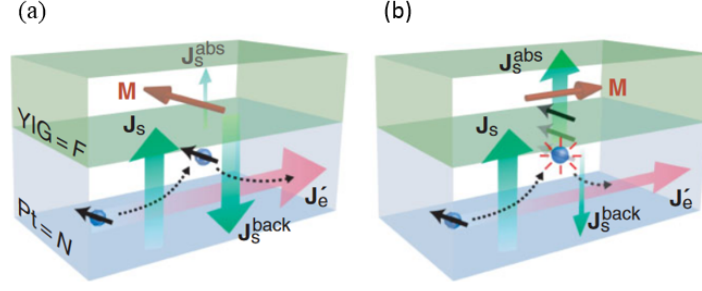 (a)
J_s^abs
M
J_s
YIG = F
Pt = N
J_s^back
J_e´
(b)
J_s^abs
M
J_s
J_s^back
J_e´